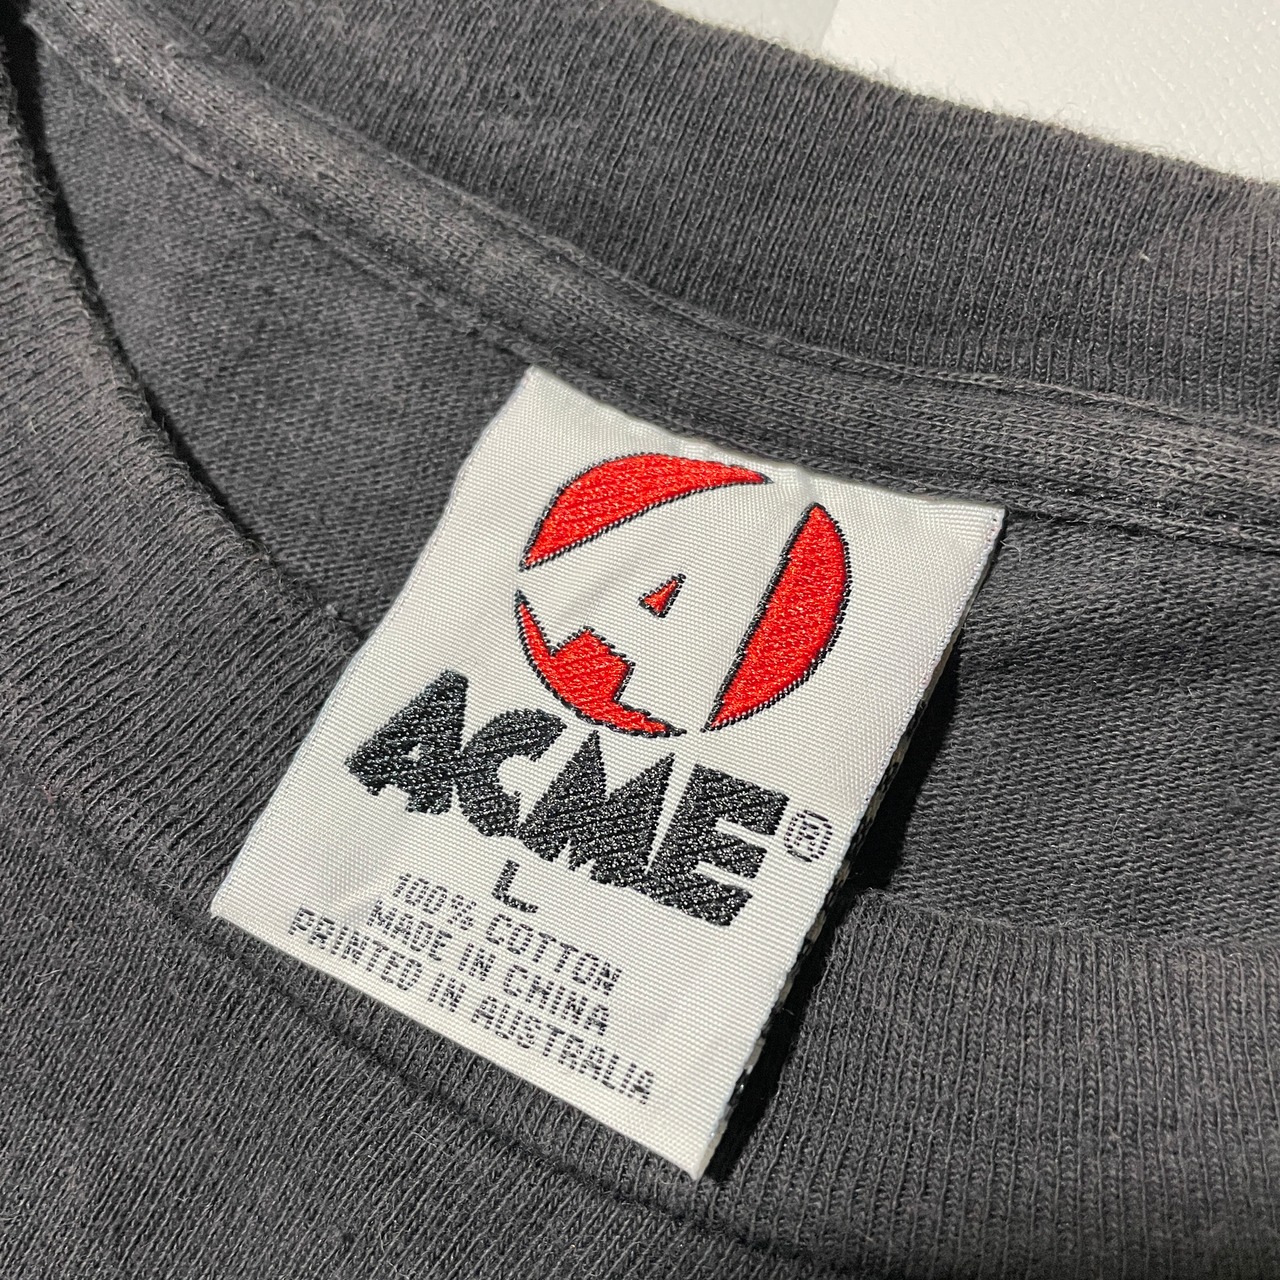 A
ACME®
L
100% COTTON
MADE IN CHINA
PRINTED IN AUSTRALIA